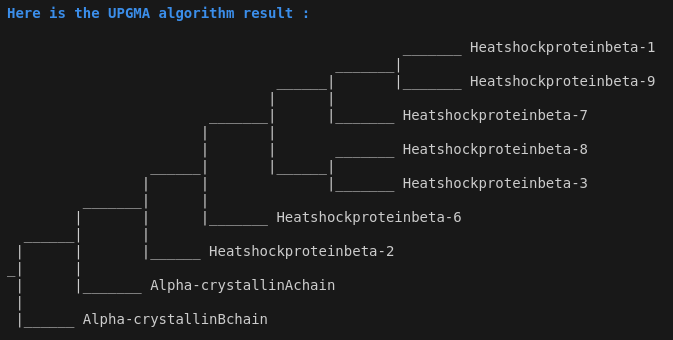 Here is the UPGMA algorithm result :
Heatshockproteinbeta-1
Heatshockproteinbeta-9
Heatshockproteinbeta-7
Heatshockproteinbeta-8
Heatshockproteinbeta-3
Heatshockproteinbeta-6
Heatshockproteinbeta-2
Alpha-crystallinAchain
Alpha-crystallinBchain